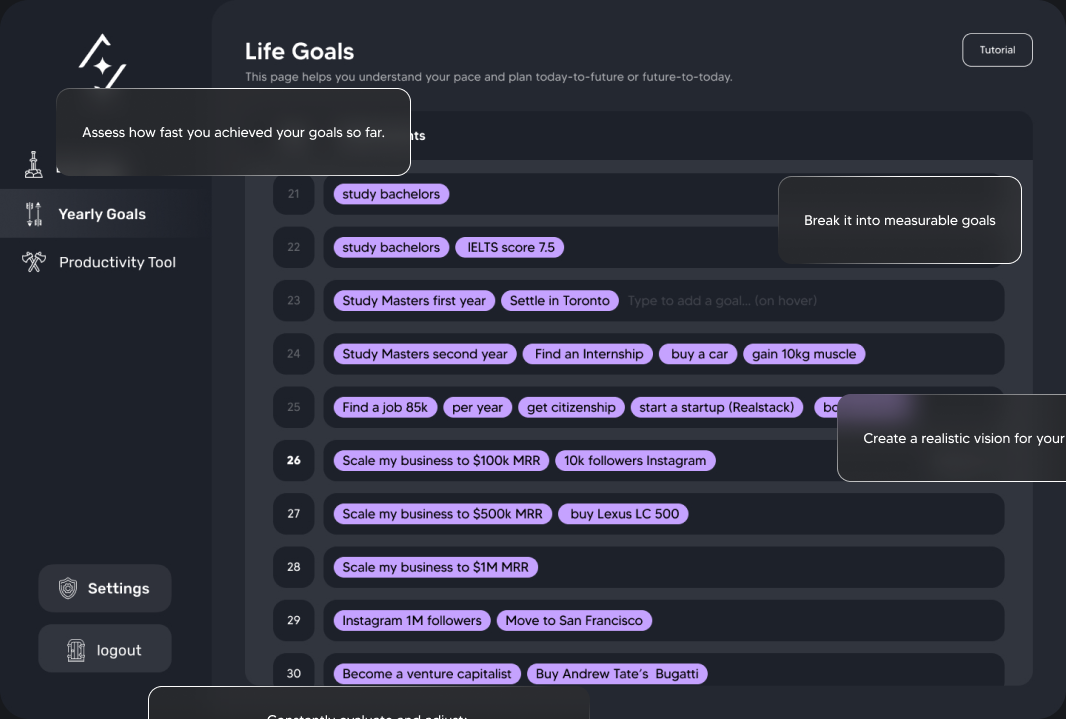 Life Goals
This page helps you understand your pace and plan today-to-future or future-to-today.
Tutorial
Assess how fast you achieved your goals so far.
Yearly Goals
Productivity Tool
21 study bachelors
Break it into measurable goals
22 study bachelors IELTS score 7.5
23 Study Masters first year Settle in Toronto Type to add a goal... (on hover)
24 Study Masters second year Find an Internship buy a car gain 10kg muscle
25 Find a job 85k per year get citizenship start a startup (Realstack)
Create a realistic vision for your
26 Scale my business to $100k MRR 10k followers Instagram
27 Scale my business to $500k MRR buy Lexus LC 500
28 Scale my business to $1M MRR
29 Instagram 1M followers Move to San Francisco
30 Become a venture capitalist Buy Andrew Tate's Bugatti
Settings
logout
Constantly evaluate and adjust: